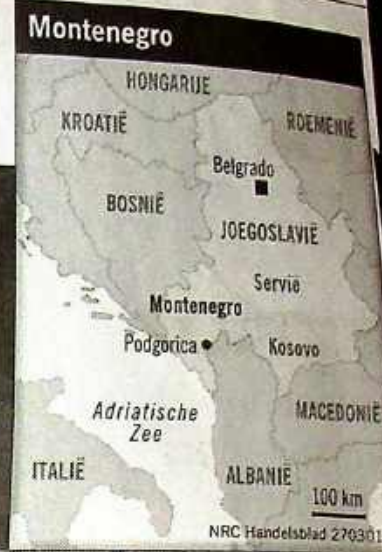 Montenegro
HONGARIJE
KROATIË
ROEMENIË
Belgrado
BOSNIË
JOEGOSLAVIË
Servië
Montenegro
Podgorica
Kosovo
Adriatische
Zee
MACEDONIË
ITALIË
ALBANIË
100 km
NRC Handelsblad 270301